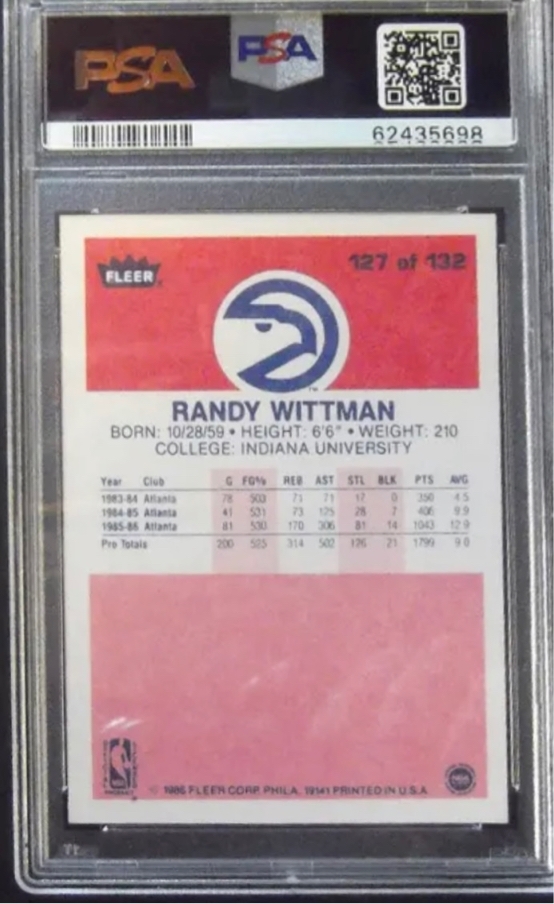 PSA PSA
62435698
FLEER
127 of 132
TM
RANDY WITTMAN
BORN: 10/28/59 • HEIGHT: 6'6" • WEIGHT: 210
COLLEGE: INDIANA UNIVERSITY
Year Club G FG% REB AST STL BLK PTS AVG
1983-84 Atlanta 78 503 71 71 17 0 350 4.5
1984-85 Atlanta 41 531 73 125 28 7 406 9.9
1985-86 Atlanta 81 530 170 306 81 14 1043 12.9
Pro Totals 200 525 314 502 126 21 1799 9.0
© 1986 FLEER CORP. PHILA. 19141 PRINTED IN U.S.A.